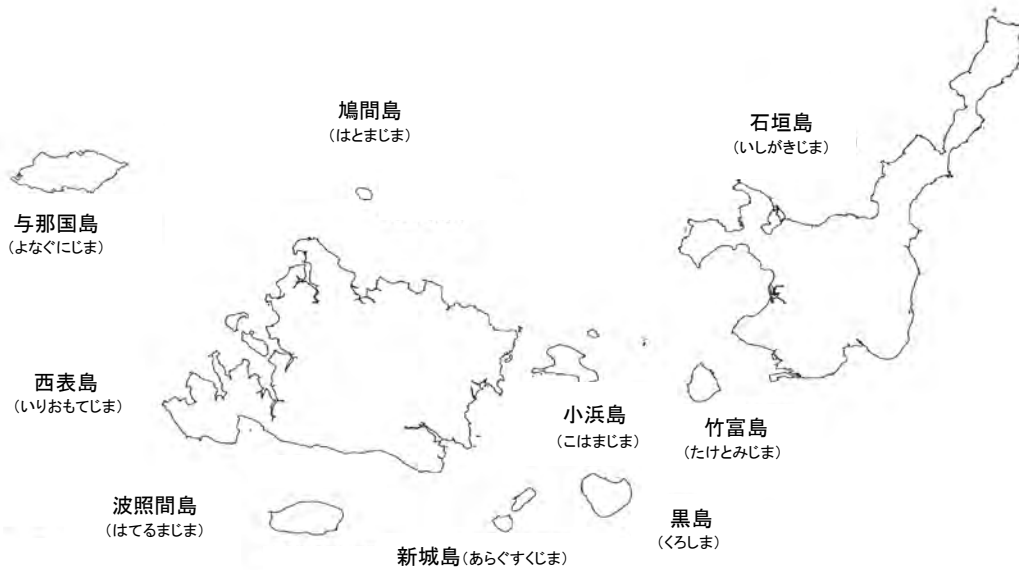 鳩間島
（はとまじま）
石垣島
（いしがきじま）
与那国島
（よなぐにじま）
西表島
（いりおもてじま）
小浜島
（こはまじま）
竹富島
（たけとみじま）
波照間島
（はてるまじま）
黒島
（くろしま）
新城島（あらぐすくじま）